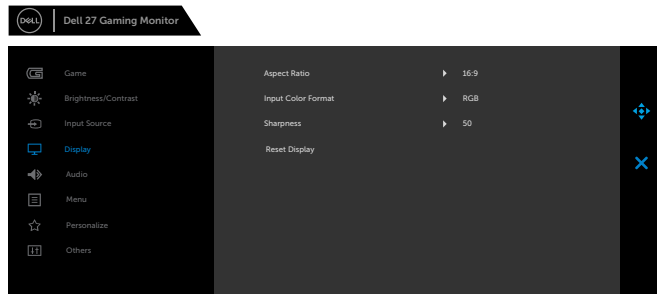 DELL
Dell 27 Gaming Monitor
Game
Brightness/Contrast
Input Source
Display
Audio
Menu
Personalize
Others
Aspect Ratio 16:9
Input Color Format RGB
Sharpness 50
Reset Display